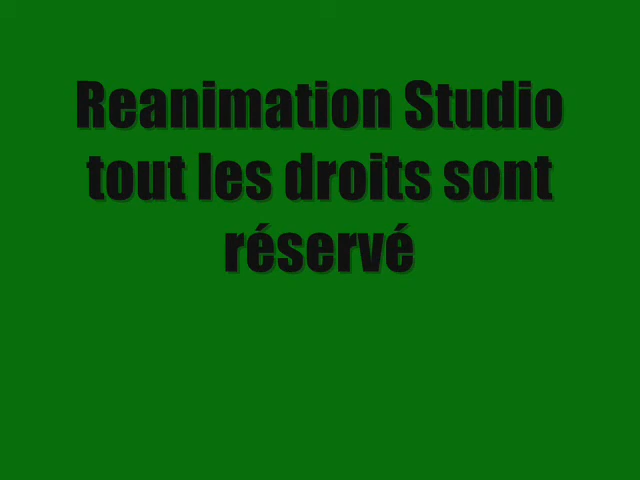 Reanimation Studio
tout les droits sont
réservé